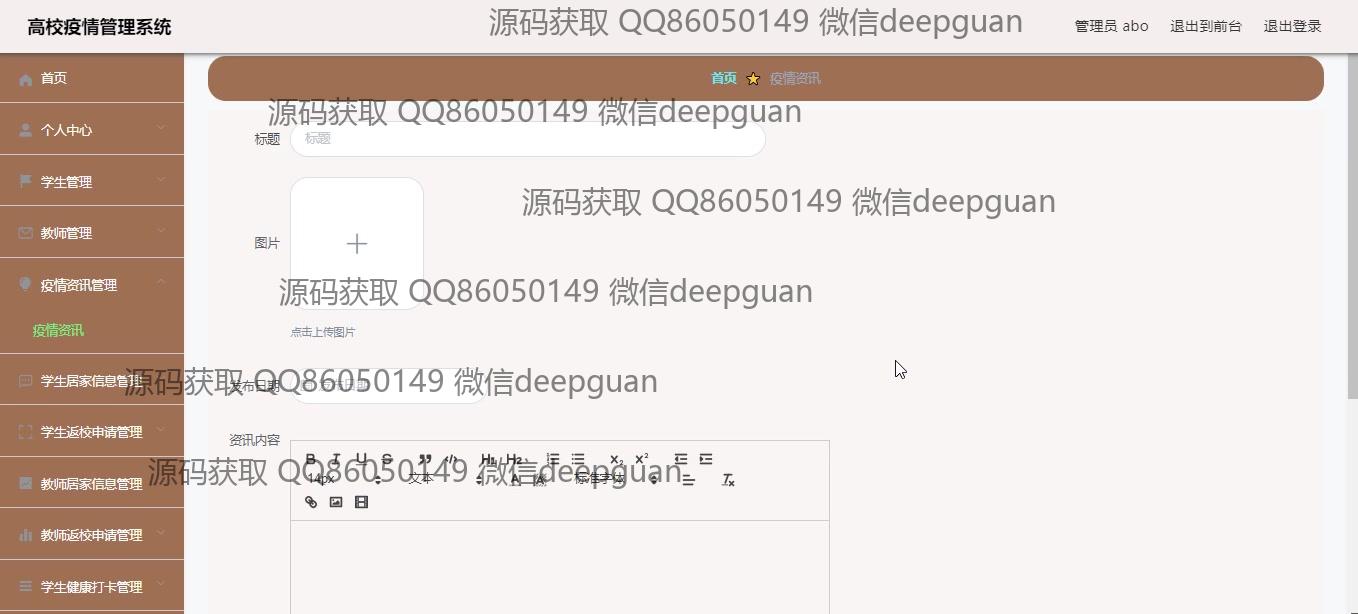 高校疫情管理系统
源码获取 QQ86050149 微信deepguan
管理员 abo 退出到前台 退出登录
首页
首页 疫情资讯
源码获取 QQ86050149 微信deepguan
个人中心
标题 标题
学生管理
源码获取 QQ86050149 微信deepguan
教师管理
图片
疫情资讯管理
源码获取 QQ86050149 微信deepguan
疫情资讯
点击上传图片
学生居家信息管理
源码获取 QQ86050149 微信deepguan
发布日期 发布日期
学生返校申请管理
资讯内容
B I U S ” </> H1 H2 X2 X²
源码获取 QQ86050149 微信deepguan
14px 文本 A A 标准字体 Tx
教师居家信息管理
教师返校申请管理
学生健康打卡管理